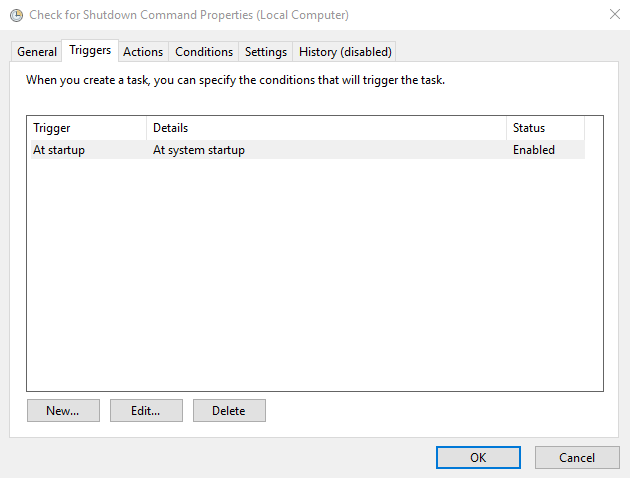 Check for Shutdown Command Properties (Local Computer)
General Triggers Actions Conditions Settings History (disabled)
When you create a task, you can specify the conditions that will trigger the task.
Trigger Details Status
At startup At system startup Enabled
New... Edit... Delete
OK Cancel